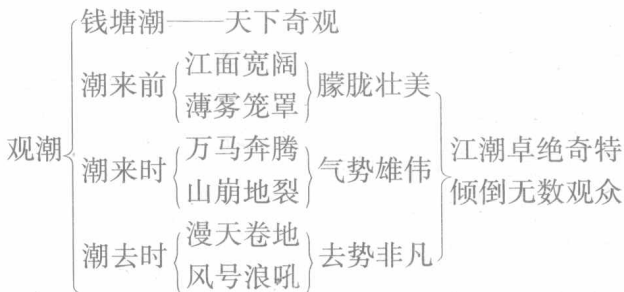 观潮
钱塘潮——天下奇观
潮来前
江面宽阔
薄雾笼罩
朦胧壮美
潮来时
万马奔腾
山崩地裂
气势雄伟
潮去时
漫天卷地
风号浪吼
去势非凡
江潮卓绝奇特
倾倒无数观众